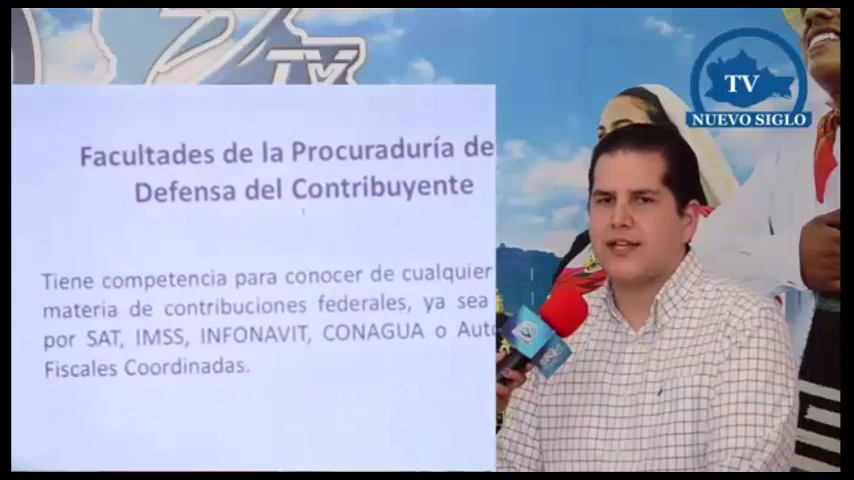 TV
TV
NUEVO SIGLO
Facultades de la Procuraduría de
Defensa del Contribuyente
Tiene competencia para conocer de cualquier
materia de contribuciones federales, ya sea
por SAT, IMSS, INFONAVIT, CONAGUA o
Fiscales Coordinadas.